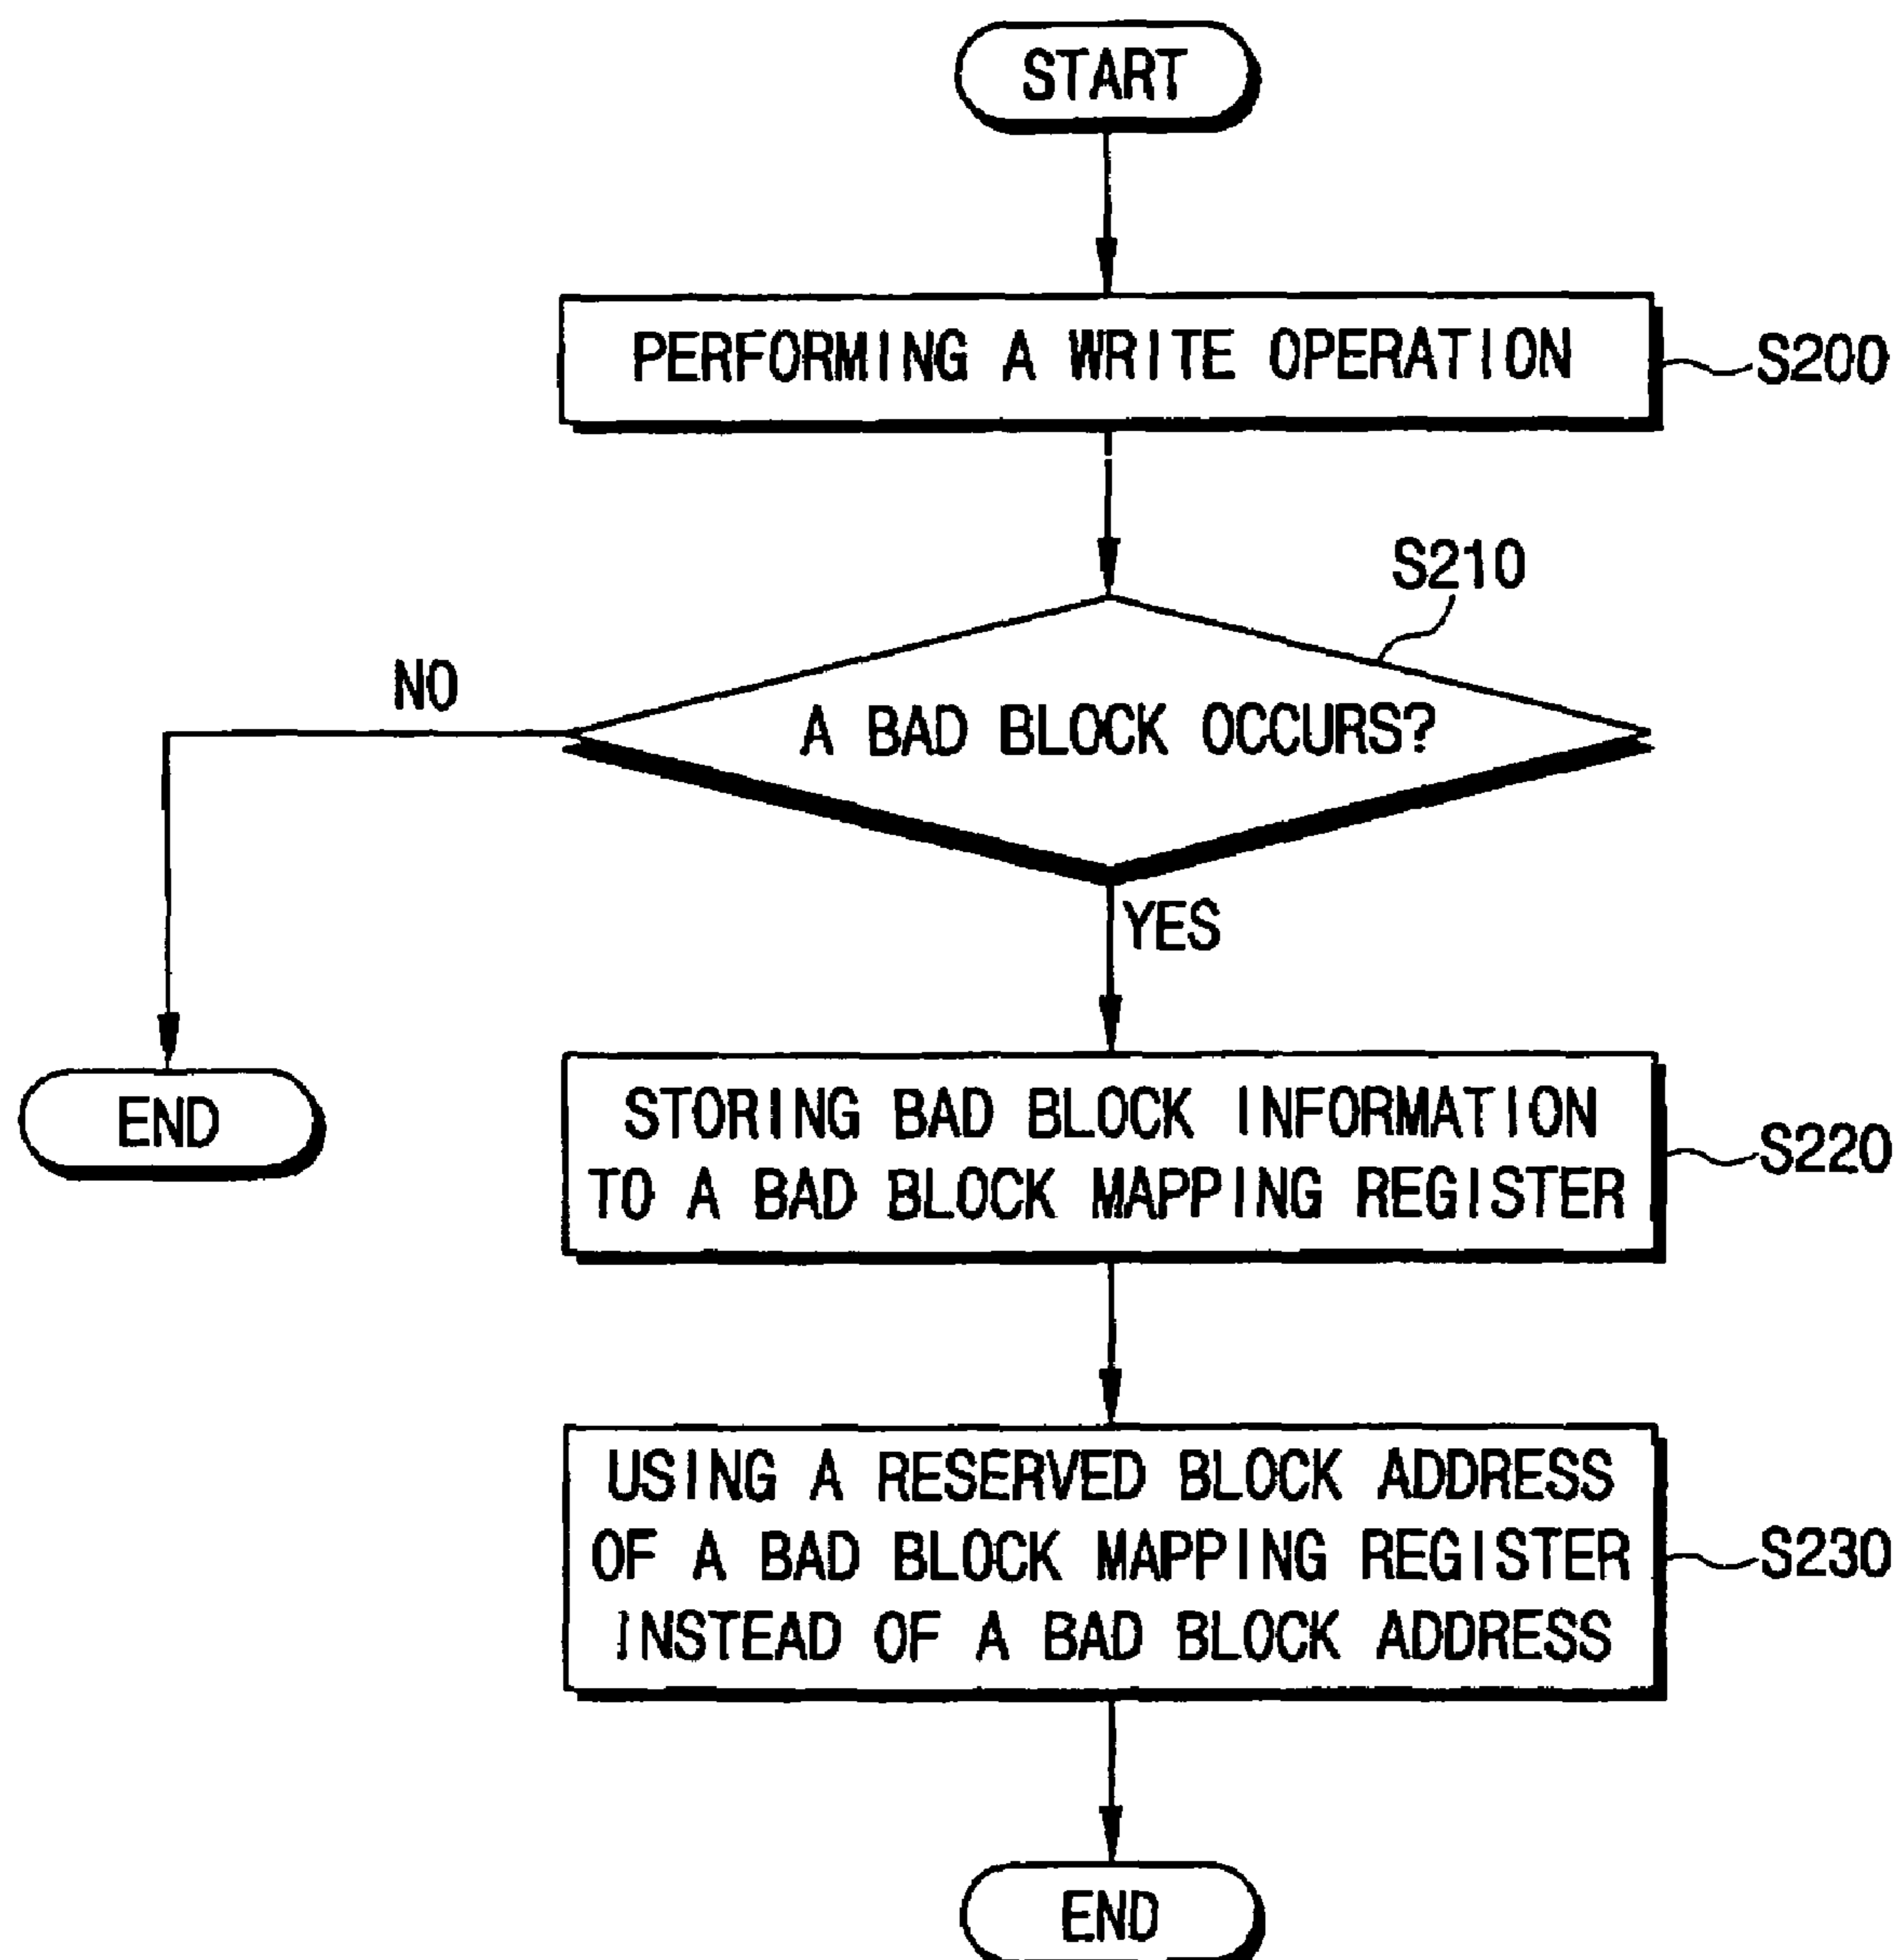 START
PERFORMING A WRITE OPERATION
S200
S210
NO
A BAD BLOCK OCCURS?
YES
END
STORING BAD BLOCK INFORMATION
TO A BAD BLOCK MAPPING REGISTER
S220
USING A RESERVED BLOCK ADDRESS
OF A BAD BLOCK MAPPING REGISTER
INSTEAD OF A BAD BLOCK ADDRESS
S230
END